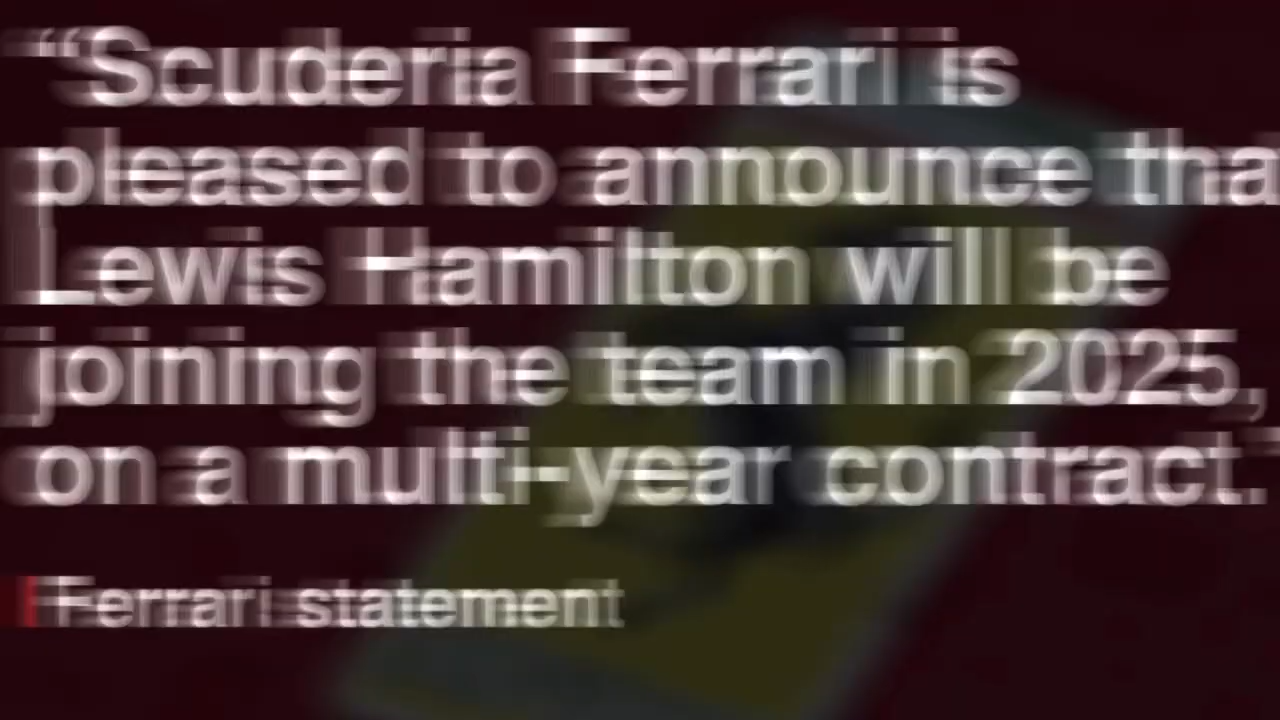 “Scuderia Ferrari is
pleased to announce tha
Lewis Hamilton will be
joining the team in 2025,
on a multi-year contract."
Ferrari statement